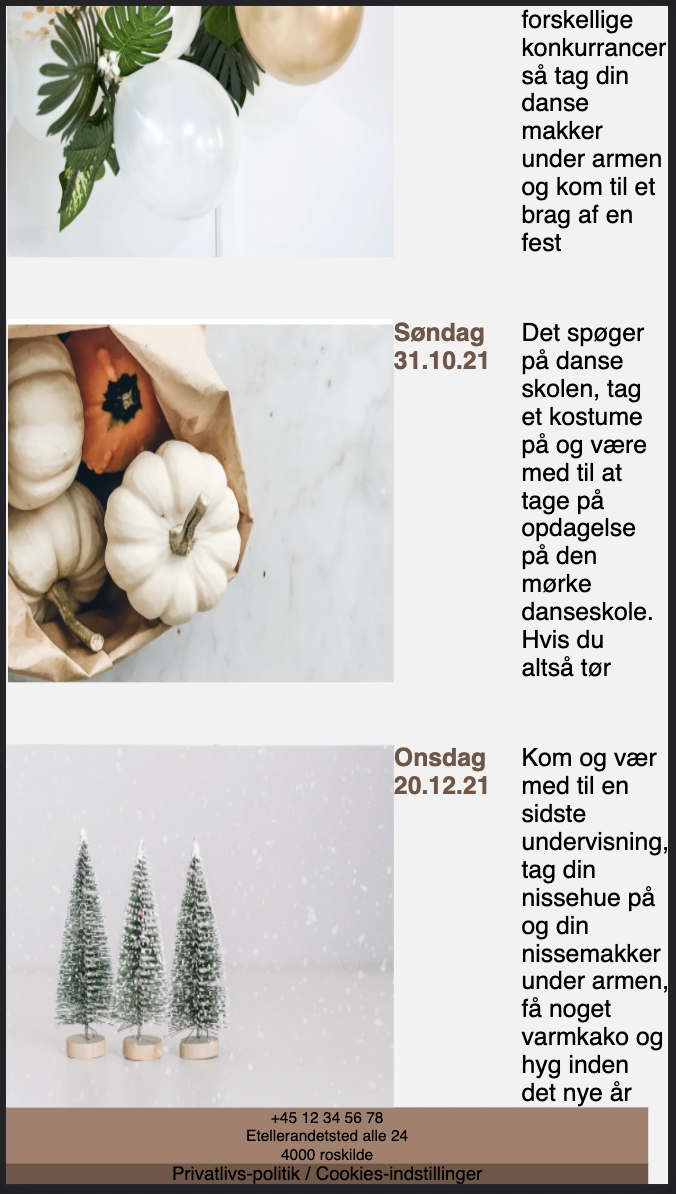 forskellige
konkurrancer
så tag din
danse
makker
under armen
og kom til et
brag af en
fest
Søndag
31.10.21
Det spøger
på danse
skolen, tag
et kostume
på og være
med til at
tage på
opdagelse
på den
mørke
danseskole.
Hvis du
altså tør
Onsdag
20.12.21
Kom og vær
med til en
sidste
undervisning,
tag din
nissehue på
og din
nissemakker
under armen,
få noget
varmkako og
hyg inden
det nye år
+45 12 34 56 78
Etellerandetsted alle 24
4000 roskilde
Privatlivs-politik / Cookies-indstillinger